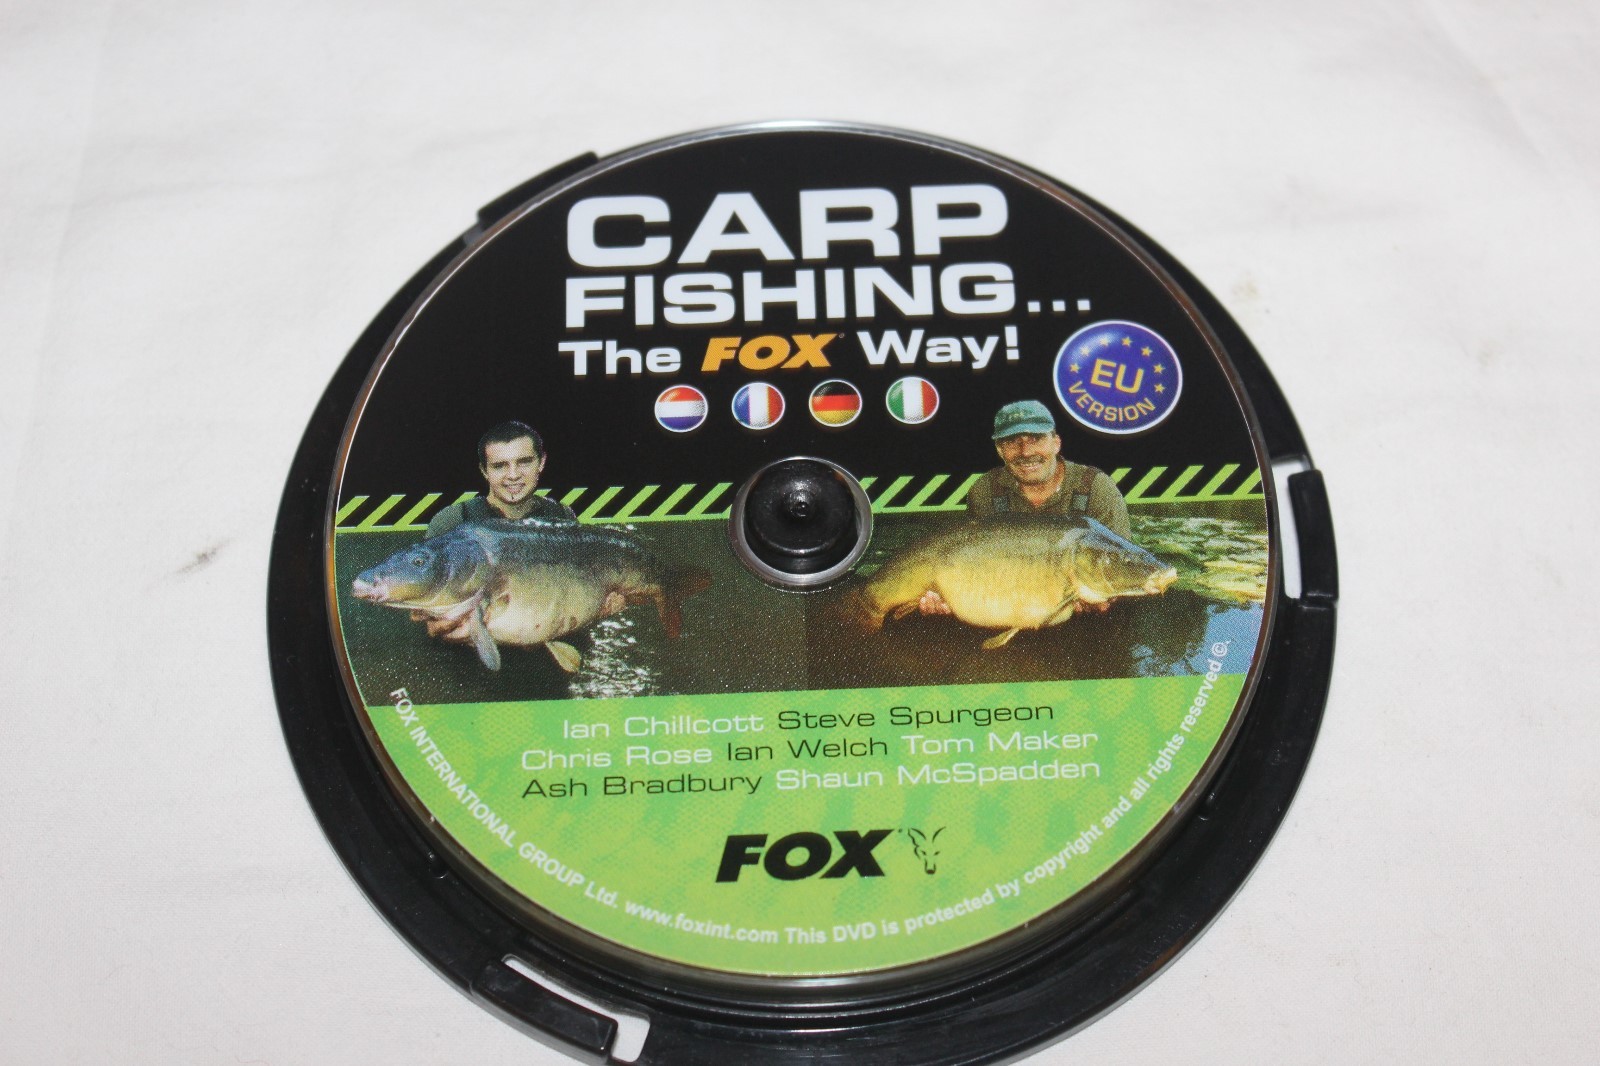 CARP
FISHING...
The FOX Way!
EU
VERSION
Ian Chillcott Steve Spurgeon
Chris Rose Ian Welch Tom Maker
Ash Bradbury Shaun McSpadden
FOX
FOX INTERNATIONAL GROUP Ltd. www.foxint.com This DVD is protected by copyright and all rights reserved ©.